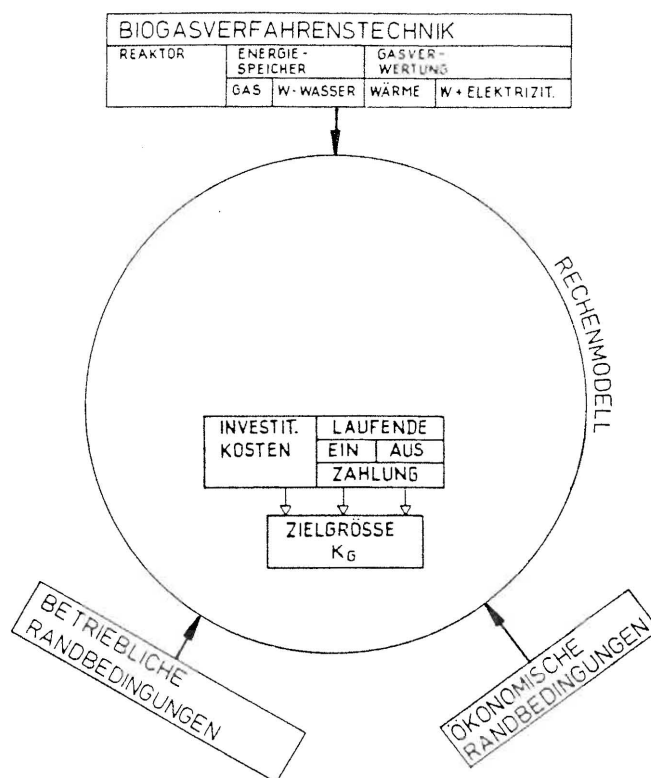 BIOGASVERFAHRENSTECHNIK
REAKTOR
ENERGIE-
SPEICHER
GASVER-
WERTUNG
GAS
W-WASSER
WÄRME
W + ELEKTRIZIT.
RECHENMODELL
INVESTIT.
KOSTEN
LAUFENDE
EIN
AUS
ZAHLUNG
ZIELGRÖSSE
KG
BETRIEBLICHE
RANDBEDINGUNGEN
ÖKONOMISCHE
RANDBEDINGUNGEN